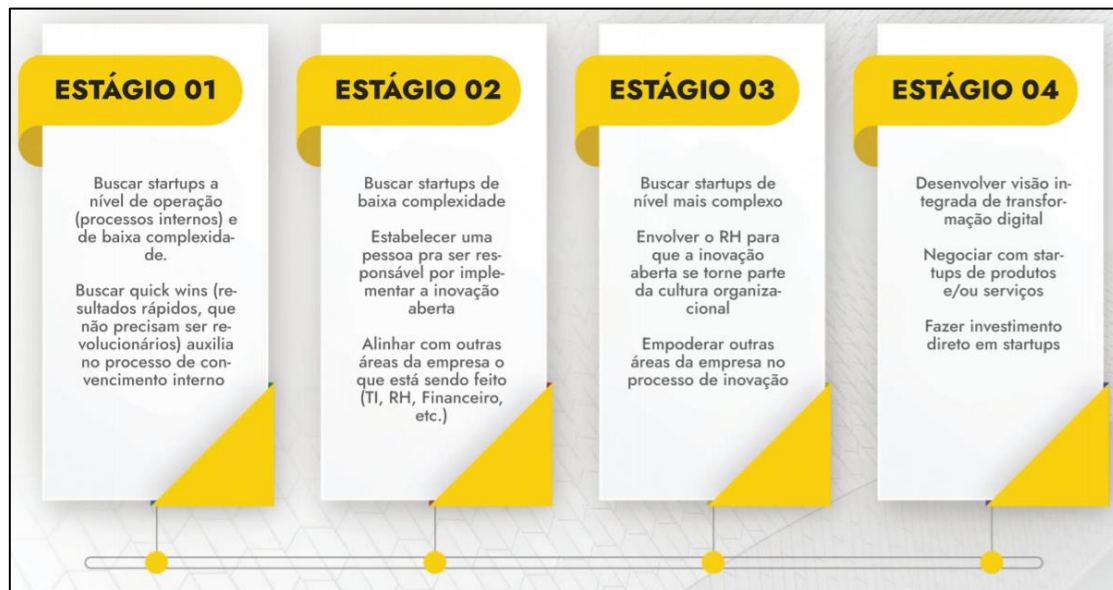 ESTÁGIO 01
Buscar startups a
nível de operação
(processos internos) e
de baixa complexida-
de.
Buscar quick wins (re-
sultados rápidos, que
não precisam ser re-
volucionários) auxilia
no processo de con-
vencimento interno
ESTÁGIO 02
Buscar startups de
baixa complexidade
Estabelecer uma
pessoa pra ser res-
ponsável por imple-
mentar a inovação
aberta
Alinhar com outras
áreas da empresa o
que está sendo feito
(TI, RH, Financeiro,
etc.)
ESTÁGIO 03
Buscar startups de
nível mais complexo
Envolver o RH para
que a inovação
aberta se torne parte
da cultura organiza-
cional
Empoderar outras
áreas da empresa no
processo de inovação
ESTÁGIO 04
Desenvolver visão in-
tegrada de transfor-
mação digital
Negociar com star-
tups de produtos
e/ou serviços
Fazer investimento
direto em startups